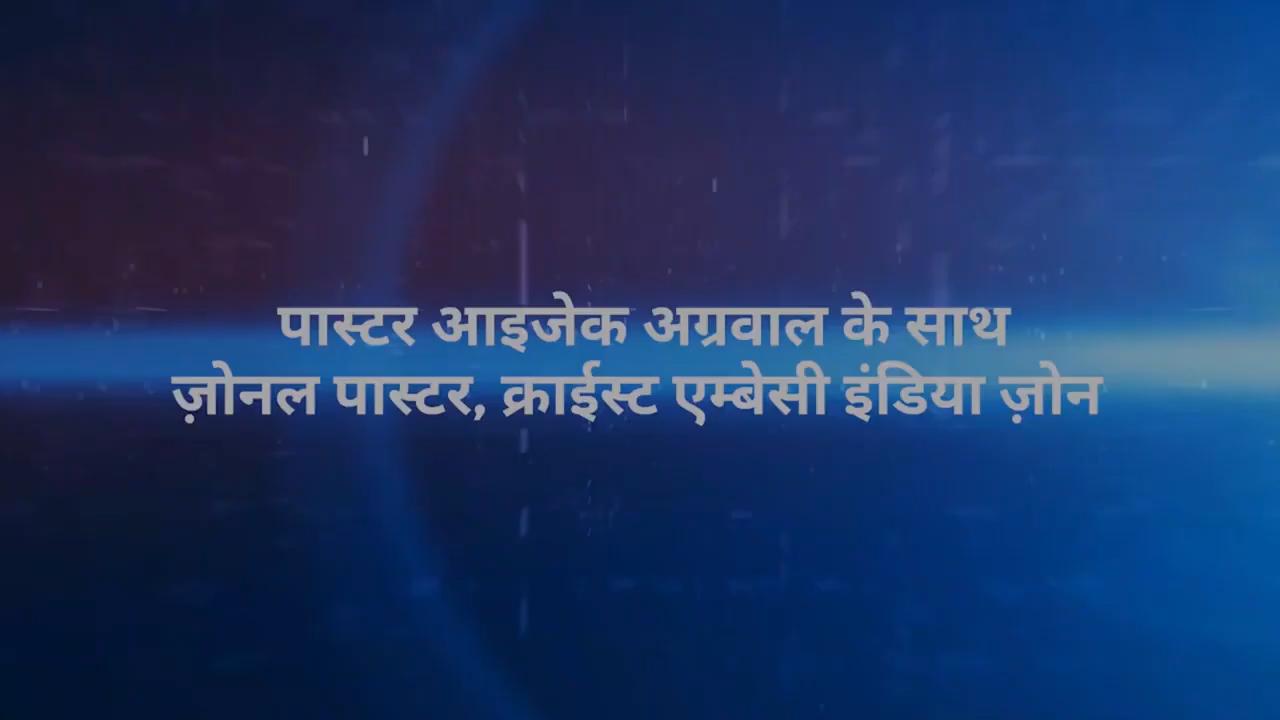 पास्टर आइजेक अग्रवाल के साथ
ज़ोनल पास्टर, क्राईस्ट एम्बेसी इंडिया ज़ोन